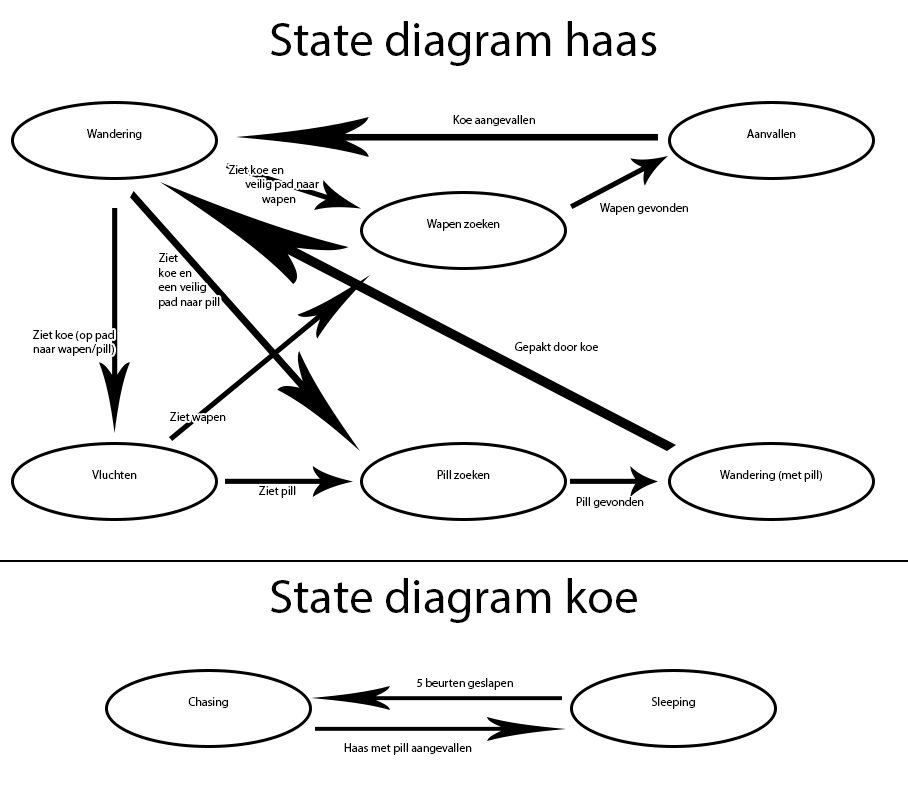 State diagram haas
Wandering
Koe aangevallen
Aanvallen
Ziet koe en
veilig pad naar
wapen
Wapen zoeken
Wapen gevonden
Ziet
koe en
een veilig
pad naar pill
Ziet koe (op pad
naar wapen/pill)
Gepakt door koe
Ziet wapen
Vluchten
Ziet pill
Pill zoeken
Pill gevonden
Wandering (met pill)
State diagram koe
Chasing
5 beurten geslapen
Sleeping
Haas met pill aangevallen